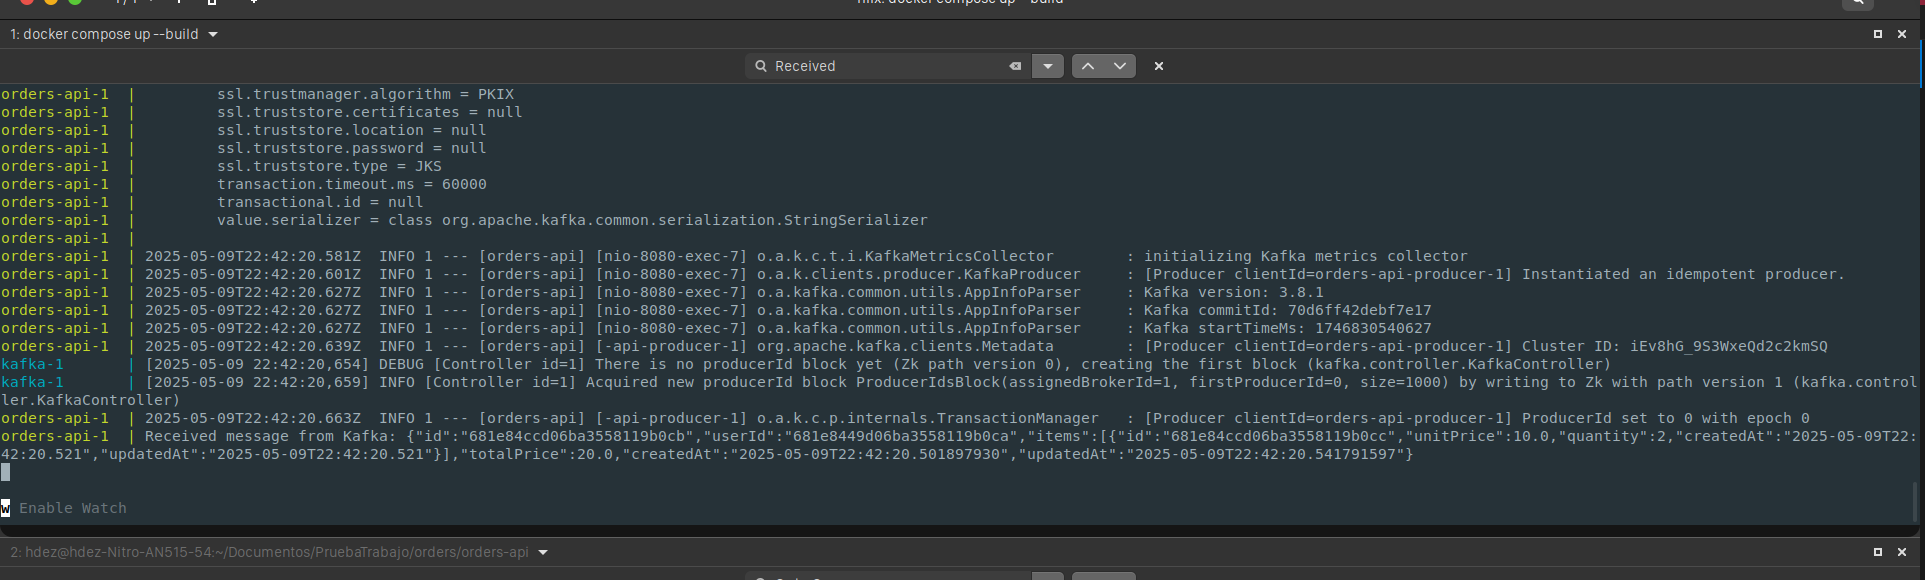 1: docker compose up --build
Received
orders-api-1  |         ssl.trustmanager.algorithm = PKIX
orders-api-1  |         ssl.truststore.certificates = null
orders-api-1  |         ssl.truststore.location = null
orders-api-1  |         ssl.truststore.password = null
orders-api-1  |         ssl.truststore.type = JKS
orders-api-1  |         transaction.timeout.ms = 60000
orders-api-1  |         transactional.id = null
orders-api-1  |         value.serializer = class org.apache.kafka.common.serialization.StringSerializer
orders-api-1  |
orders-api-1  | 2025-05-09T22:42:20.581Z  INFO 1 --- [orders-api] [nio-8080-exec-7] o.a.k.c.t.i.KafkaMetricsCollector        : initializing Kafka metrics collector
orders-api-1  | 2025-05-09T22:42:20.601Z  INFO 1 --- [orders-api] [nio-8080-exec-7] o.a.k.clients.producer.KafkaProducer     : [Producer clientId=orders-api-producer-1] Instantiated an idempotent producer.
orders-api-1  | 2025-05-09T22:42:20.627Z  INFO 1 --- [orders-api] [nio-8080-exec-7] o.a.kafka.common.utils.AppInfoParser     : Kafka version: 3.8.1
orders-api-1  | 2025-05-09T22:42:20.627Z  INFO 1 --- [orders-api] [nio-8080-exec-7] o.a.kafka.common.utils.AppInfoParser     : Kafka commitId: 70d6ff42debf7e17
orders-api-1  | 2025-05-09T22:42:20.627Z  INFO 1 --- [orders-api] [nio-8080-exec-7] o.a.kafka.common.utils.AppInfoParser     : Kafka startTimeMs: 1746830540627
orders-api-1  | 2025-05-09T22:42:20.639Z  INFO 1 --- [orders-api] [-api-producer-1] org.apache.kafka.clients.Metadata        : [Producer clientId=orders-api-producer-1] Cluster ID: iEv8hG_9S3WxeQd2c2kmSQ
kafka-1       | [2025-05-09 22:42:20,654] DEBUG [Controller id=1] There is no producerId block yet (Zk path version 0), creating the first block (kafka.controller.KafkaController)
kafka-1       | [2025-05-09 22:42:20,659] INFO [Controller id=1] Acquired new producerId block ProducerIdsBlock(assignedBrokerId=1, firstProducerId=0, size=1000) by writing to Zk with path version 1 (kafka.control
ler.KafkaController)
orders-api-1  | 2025-05-09T22:42:20.663Z  INFO 1 --- [orders-api] [-api-producer-1] o.a.k.c.p.internals.TransactionManager   : [Producer clientId=orders-api-producer-1] ProducerId set to 0 with epoch 0
orders-api-1  | Received message from Kafka: {"id":"681e84ccd06ba3558119b0cb","userId":"681e8449d06ba3558119b0ca","items":[{"id":"681e84ccd06ba3558119b0cc","unitPrice":10.0,"quantity":2,"createdAt":"2025-05-09T22:
42:20.521","updatedAt":"2025-05-09T22:42:20.521"}],"totalPrice":20.0,"createdAt":"2025-05-09T22:42:20.501897930","updatedAt":"2025-05-09T22:42:20.541791597"}
w Enable Watch
2: hdez@hdez-Nitro-AN515-54:~/Documentos/PruebaTrabajo/orders/orders-api